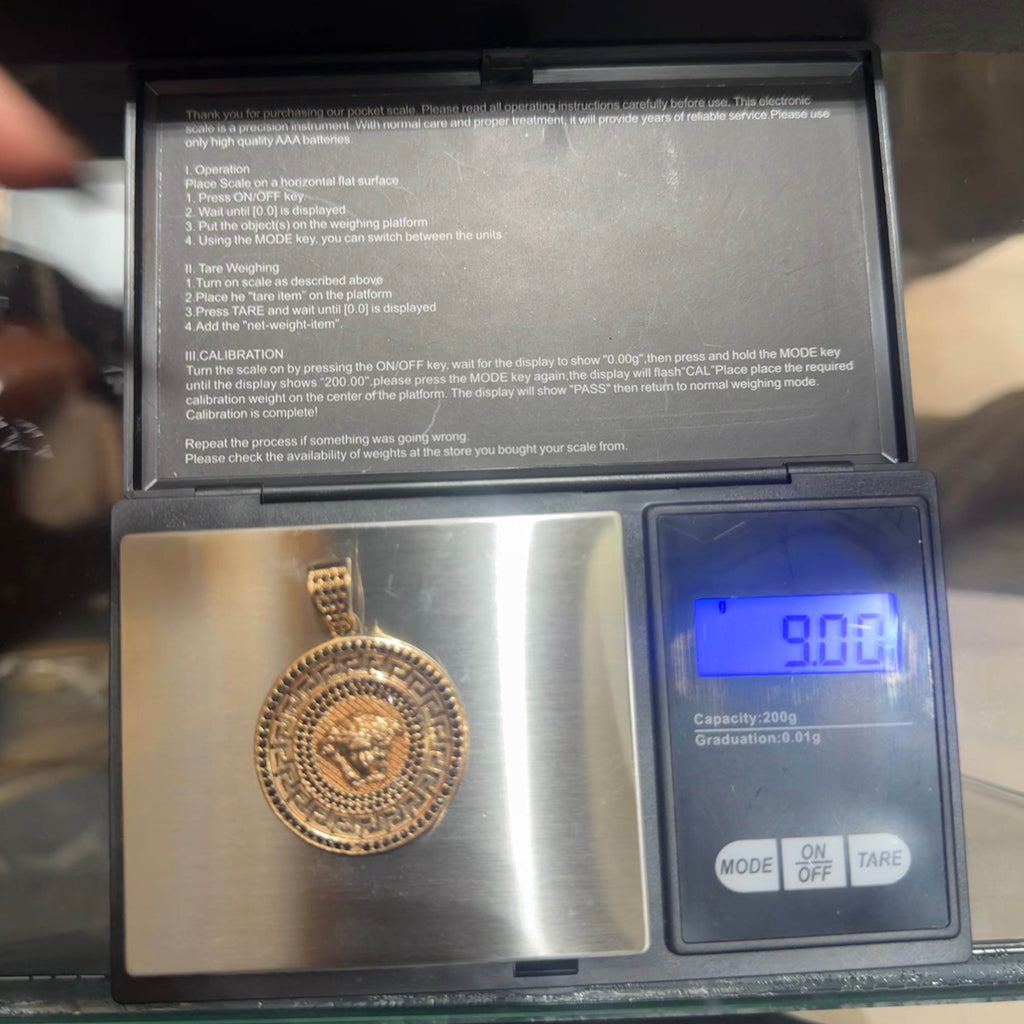 Thank you for purchasing our pocket scale. Please read all operating instructions carefully before use. This electronic
scale is a precision instrument. With normal care and proper treatment, it will provide years of reliable service.Please use
only high quality AAA batteries.
I. Operation
Place Scale on a horizontal flat surface
1. Press ON/OFF key
2. Wait until [0.0] is displayed
3. Put the object(s) on the weighing platform
4. Using the MODE key, you can switch between the units
II. Tare Weighing
1.Turn on scale as described above
2.Place he "tare item" on the platform
3.Press TARE and wait until [0.0] is displayed
4.Add the "net-weight-item".
III.CALIBRATION
Turn the scale on by pressing the ON/OFF key, wait for the display to show "0.00g",then press and hold the MODE key
until the display shows "200.00",please press the MODE key again,the display will flash"CAL"Place place the required
calibration weight on the center of the platform. The display will show "PASS" then return to normal weighing mode.
Calibration is complete!
Repeat the process if something was going wrong.
Please check the availability of weights at the store you bought your scale from.
g
9.00
Capacity:200g
Graduation:0.01g
MODE
ON
OFF
TARE